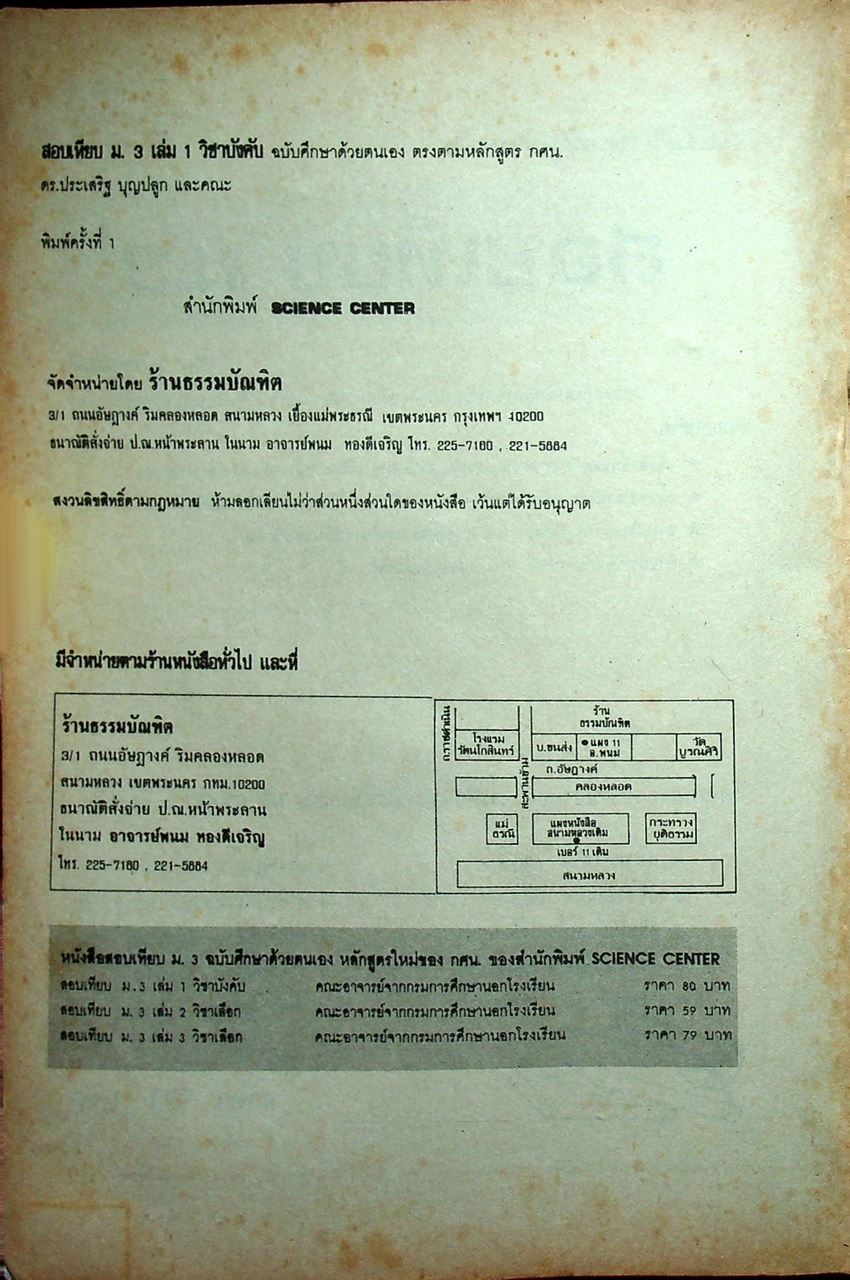 สอบเทียบ ม. 3 เล่ม 1 วิชาบังคับ ฉบับศึกษาด้วยตนเอง ตรงตามหลักสูตร กศน.
ดร.ประเสริฐ บุญปลูก และคณะ
พิมพ์ครั้งที่ 1
สำนักพิมพ์ SCIENCE CENTER
จัดจำหน่ายโดย ร้านธรรมบัณฑิต
3/1 ถนนอัษฎางค์ ริมคลองหลอด สนามหลวง เยื้องแม่พระธรณี เขตพระนคร กรุงเทพฯ 10200
ธนาณัติสั่งจ่าย ป.ณ.หน้าพระลาน ในนาม อาจารย์พนม ทองดีเจริญ โทร. 225-7160 , 221-5664
สงวนลิขสิทธิ์ตามกฎหมาย ห้ามลอกเลียนไม่ว่าส่วนหนึ่งส่วนใดของหนังสือ เว้นแต่ได้รับอนุญาต
มีจำหน่ายตามร้านหนังสือทั่วไป และที่
ร้านธรรมบัณฑิต
3/1 ถนนอัษฎางค์ ริมคลองหลอด
สนามหลวง เขตพระนคร กทม.10200
ธนาณัติสั่งจ่าย ป.ณ.หน้าพระลาน
ในนาม อาจารย์พนม ทองดีเจริญ
โทร. 225-7160 , 221-5664
ถ.ราชดำเนิน
ร้าน
ธรรมบัณฑิต
โรงแรม
รัตนโกสินทร์
บ.ขนส่ง
แผง 11
อ.พนม
วัด
บูรณศิริ
ถ.อัษฎางค์
คลองหลอด
แม่
ธรณี
แผงหนังสือ
สนามหลวงเดิม
กระทรวง
ยุติธรรม
เบอร์ 11 เดิม
สนามหลวง
หนังสือสอบเทียบ ม. 3 ฉบับศึกษาด้วยตนเอง หลักสูตรใหม่ของ กศน. ของสำนักพิมพ์ SCIENCE CENTER
สอบเทียบ ม.3 เล่ม 1 วิชาบังคับ คณะอาจารย์จากกรมการศึกษานอกโรงเรียน ราคา 80 บาท
สอบเทียบ ม. 3 เล่ม 2 วิชาเลือก คณะอาจารย์จากกรมการศึกษานอกโรงเรียน ราคา 59 บาท
สอบเทียบ ม. 3 เล่ม 3 วิชาเลือก คณะอาจารย์จากกรมการศึกษานอกโรงเรียน ราคา 79 บาท